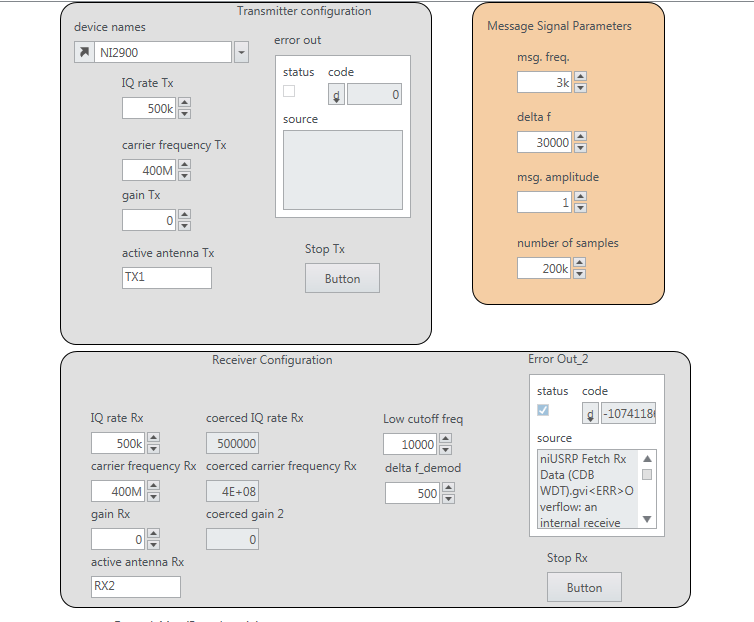 Transmitter configuration
device names
NI2900
IQ rate Tx
500k
carrier frequency Tx
400M
gain Tx
0
active antenna Tx
TX1
error out
status code
d 0
source
Stop Tx
Button
Message Signal Parameters
msg. freq.
3k
delta f
30000
msg. amplitude
1
number of samples
200k
Receiver Configuration
IQ rate Rx
500k
carrier frequency Rx
400M
gain Rx
0
active antenna Rx
RX2
coerced IQ rate Rx
500000
coerced carrier frequency Rx
4E+08
coerced gain 2
0
Low cutoff freq
10000
delta f_demod
500
Error Out_2
status code
d -1074118
source
niUSRP Fetch Rx
Data (CDB
WDT).gvi<ERR>O
verflow: an
internal receive
Stop Rx
Button